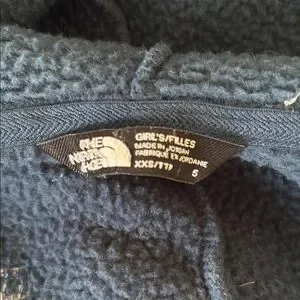 THE
NORTH
FACE
GIRL'S/FILLES
MADE IN JORDAN
FABRIQUÉ EN JORDANIE
XXS/TTP
5